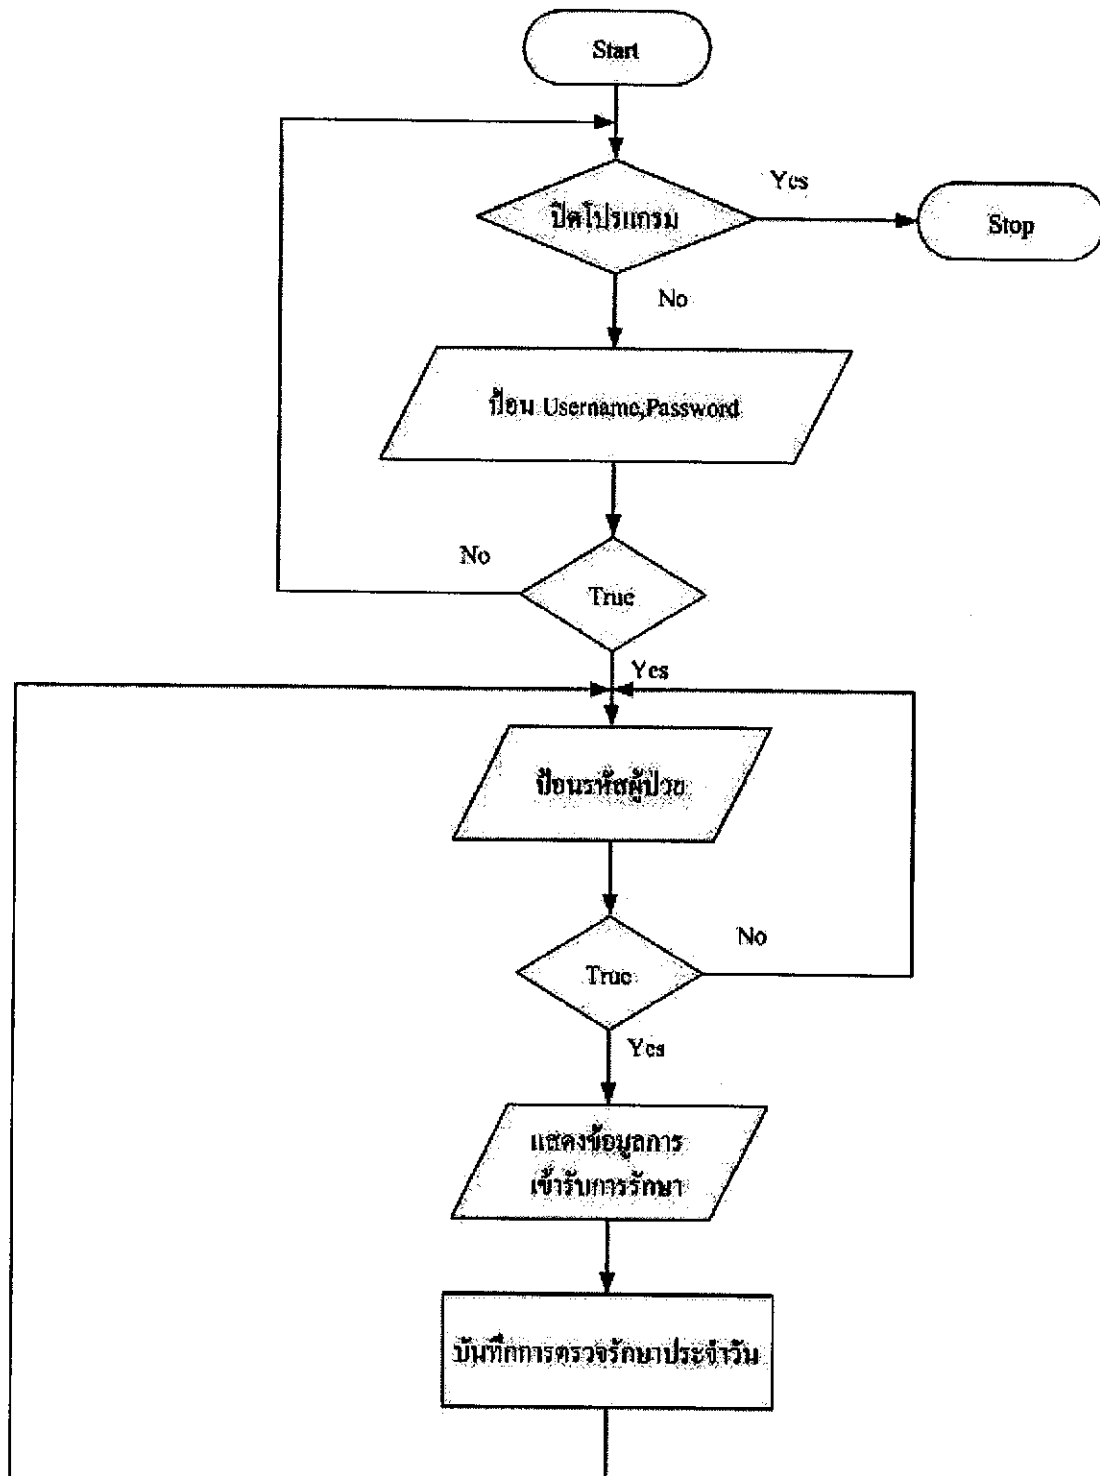 Start
Yes
ปิดโปรแกรม
Stop
No
ป้อน Username,Password
No
True
Yes
ป้อนรหัสผู้ป่วย
No
True
Yes
แสดงข้อมูลการ
เข้ารับการรักษา
บันทึกการตรวจรักษาประจำวัน